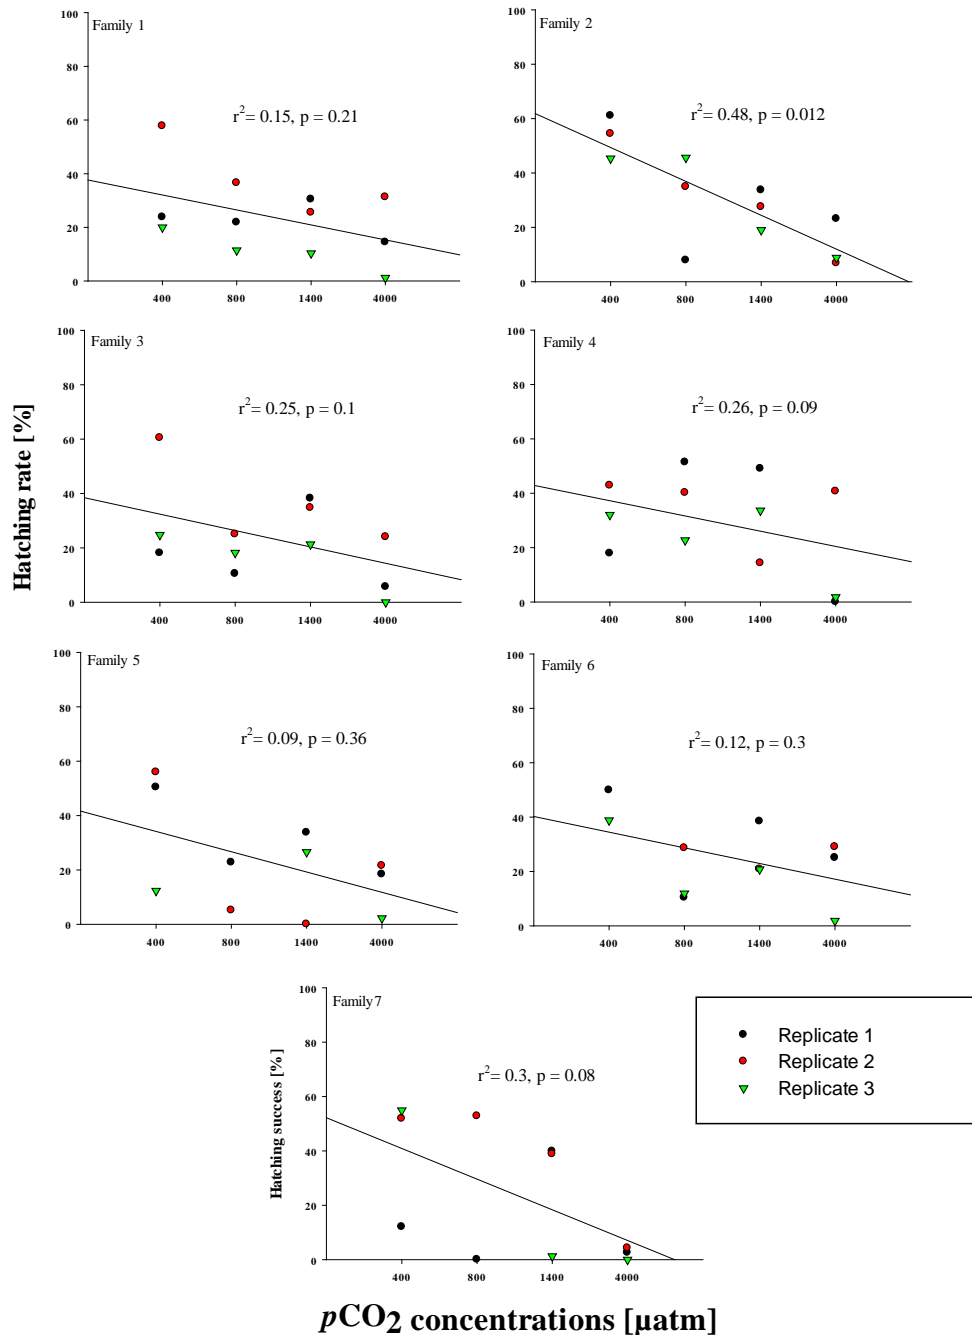 Family 1
r2= 0.15, p = 0.21
100
80
60
40
20
0
400 800 1400 4000
Family 2
r2= 0.48, p = 0.012
100
80
60
40
20
0
400 800 1400 4000
Family 3
r2= 0.25, p = 0.1
100
80
60
40
20
0
400 800 1400 4000
Family 4
r2= 0.26, p = 0.09
100
80
60
40
20
0
400 800 1400 4000
Hatching rate [%]
Family 5
r2= 0.09, p = 0.36
100
80
60
40
20
0
400 800 1400 4000
Family 6
r2= 0.12, p = 0.3
100
80
60
40
20
0
400 800 1400 4000
Family7
r2= 0.3, p = 0.08
Hatching success [%]
100
80
60
40
20
0
400 800 1400 4000
Replicate 1
Replicate 2
Replicate 3
pCO2 concentrations [µatm]